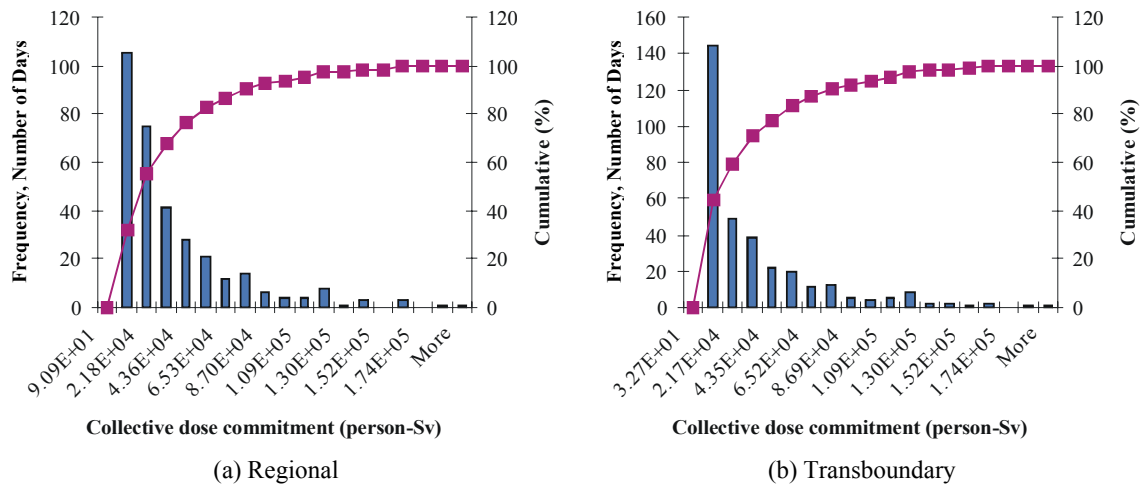 Frequency, Number of Days
120
100
80
60
40
20
0
120
100
80
60
40
20
0
Cumulative (%)
9.09E+01
2.18E+04
4.36E+04
6.53E+04
8.70E+04
1.09E+05
1.30E+05
1.52E+05
1.74E+05
More
Collective dose commitment (person-Sv)
(a) Regional
Frequency, Number of Days
160
140
120
100
80
60
40
20
0
120
100
80
60
40
20
0
Cumulative (%)
3.27E+01
2.17E+04
4.35E+04
6.52E+04
8.69E+04
1.09E+05
1.30E+05
1.52E+05
1.74E+05
More
Collective dose commitment (person-Sv)
(b) Transboundary